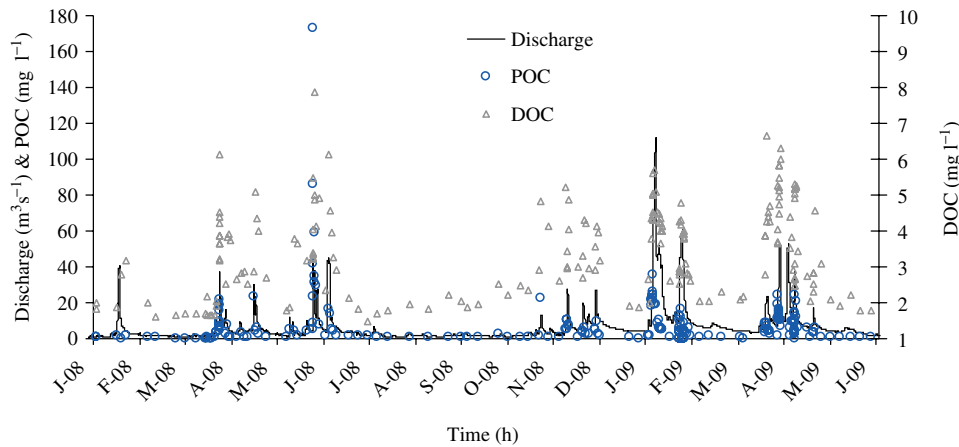 Discharge (m³s⁻¹) & POC (mg l⁻¹)
180
160
140
120
100
80
60
40
20
0
Discharge
POC
DOC
10
9
8
7
6
5
4
3
2
1
DOC (mg l⁻¹)
J-08
F-08
M-08
A-08
M-08
J-08
J-08
A-08
S-08
O-08
N-08
D-08
J-09
F-09
M-09
A-09
M-09
J-09
Time (h)